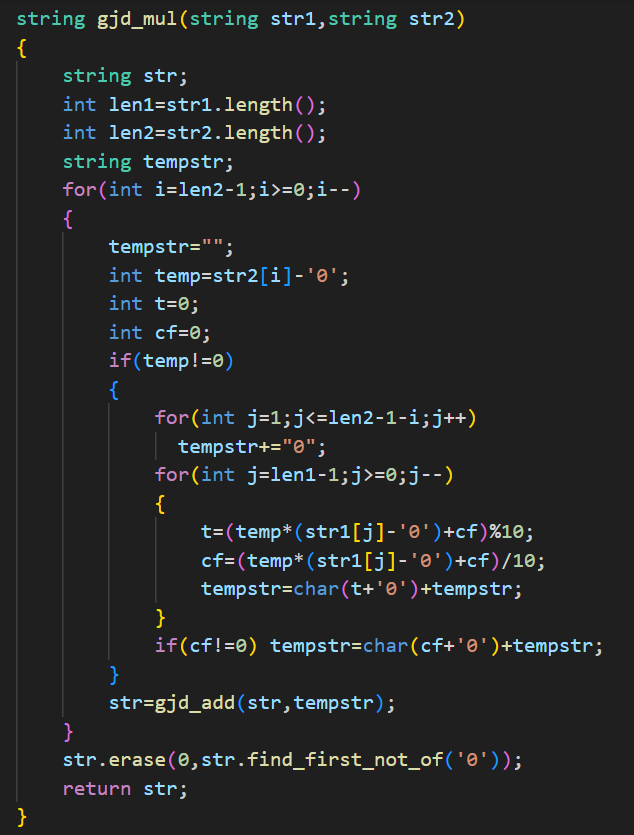 string gjd_mul(string str1,string str2)
{
    string str;
    int len1=str1.length();
    int len2=str2.length();
    string tempstr;
    for(int i=len2-1;i>=0;i--)
    {
        tempstr="";
        int temp=str2[i]-'0';
        int t=0;
        int cf=0;
        if(temp!=0)
        {
            for(int j=1;j<=len2-1-i;j++)
              tempstr+="0";
            for(int j=len1-1;j>=0;j--)
            {
                t=(temp*(str1[j]-'0')+cf)%10;
                cf=(temp*(str1[j]-'0')+cf)/10;
                tempstr=char(t+'0')+tempstr;
            }
            if(cf!=0) tempstr=char(cf+'0')+tempstr;
        }
        str=gjd_add(str,tempstr);
    }
    str.erase(0,str.find_first_not_of('0'));
    return str;
}